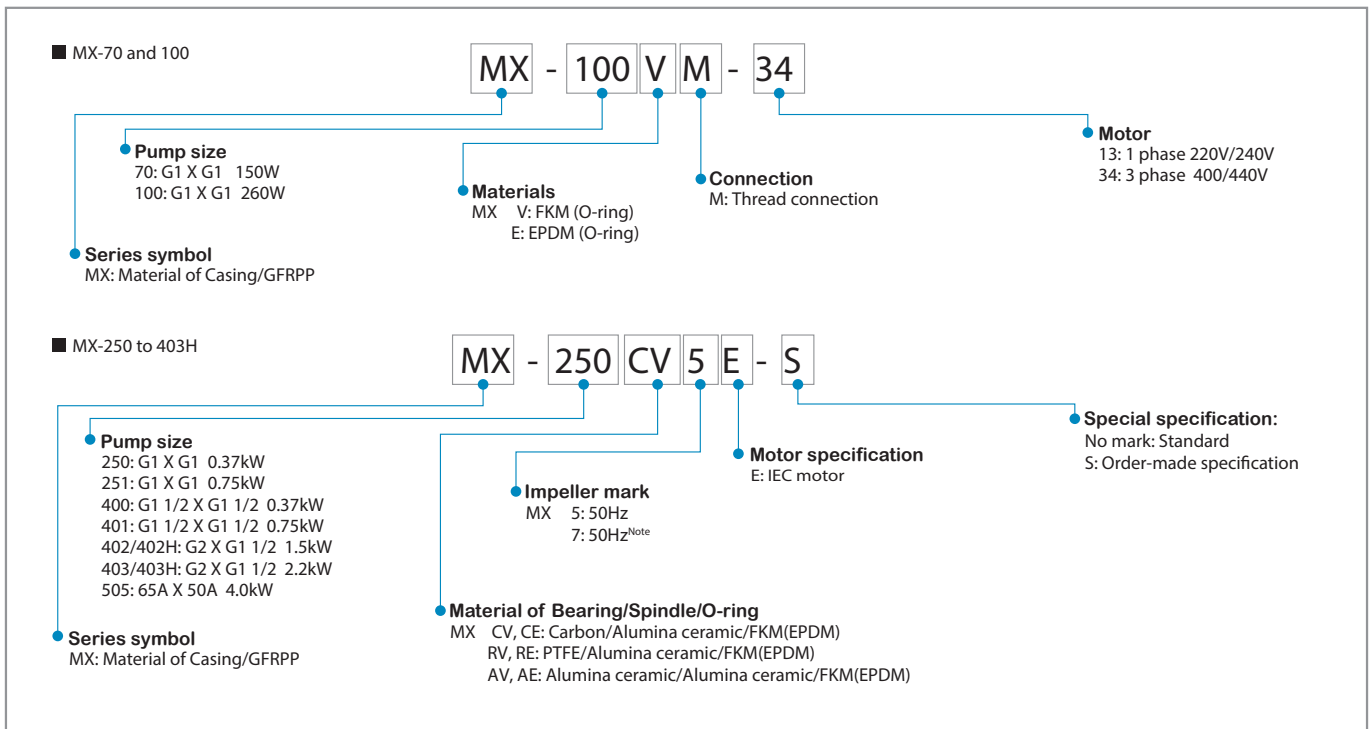 MX-70 and 100
MX - 100 V M - 34
Motor
13: 1 phase 220V/240V
34: 3 phase 400/440V
Pump size
70: G1 X G1 150W
100: G1 X G1 260W
Connection
M: Thread connection
Materials
MX V: FKM (O-ring)
E: EPDM (O-ring)
Series symbol
MX: Material of Casing/GFRPP
MX-250 to 403H
MX - 250 CV 5 E - S
Special specification:
No mark: Standard
S: Order-made specification
Pump size
250: G1 X G1 0.37kW
251: G1 X G1 0.75kW
400: G1 1/2 X G1 1/2 0.37kW
401: G1 1/2 X G1 1/2 0.75kW
402/402H: G2 X G1 1/2 1.5kW
403/403H: G2 X G1 1/2 2.2kW
505: 65A X 50A 4.0kW
Motor specification
E: IEC motor
Impeller mark
MX 5: 50Hz
7: 50HzNote
Material of Bearing/Spindle/O-ring
MX CV, CE: Carbon/Alumina ceramic/FKM(EPDM)
RV, RE: PTFE/Alumina ceramic/FKM(EPDM)
AV, AE: Alumina ceramic/Alumina ceramic/FKM(EPDM)
Series symbol
MX: Material of Casing/GFRPP